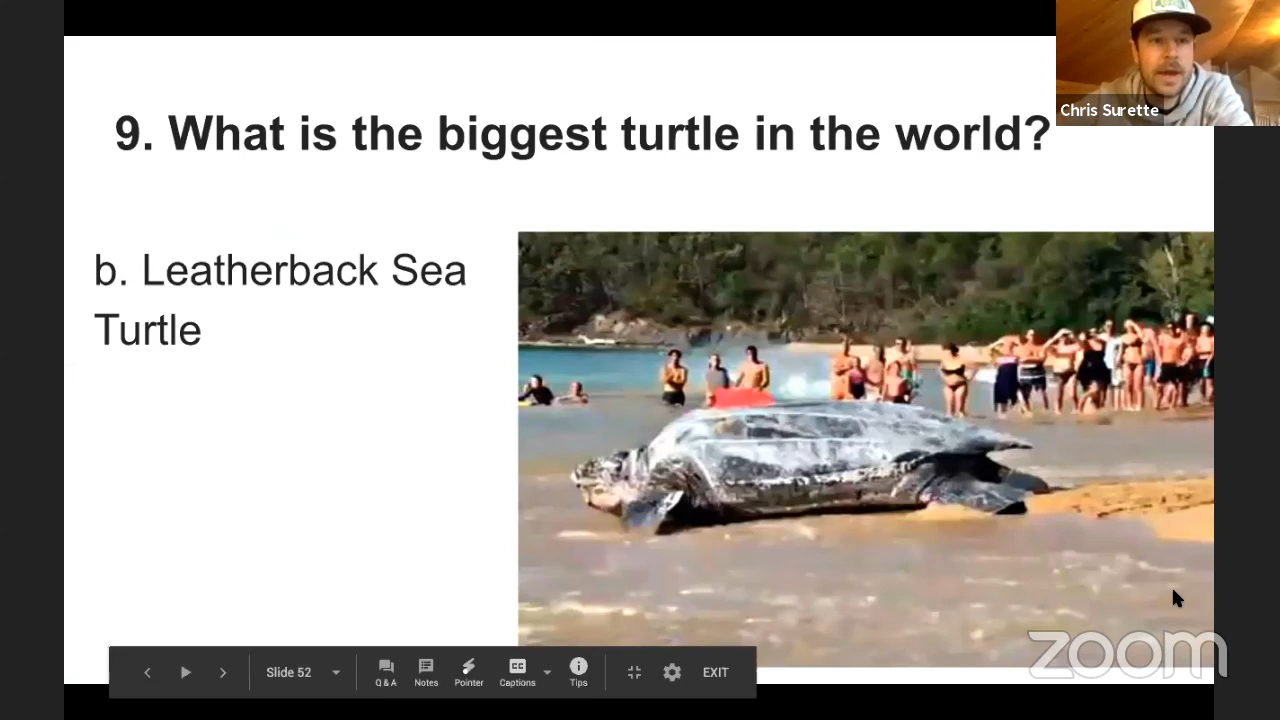 Chris Surette
9. What is the biggest turtle in the world?
b. Leatherback Sea
Turtle
Slide 52
Q & A
Notes
Pointer
CC
Captions
Tips
EXIT
zoom